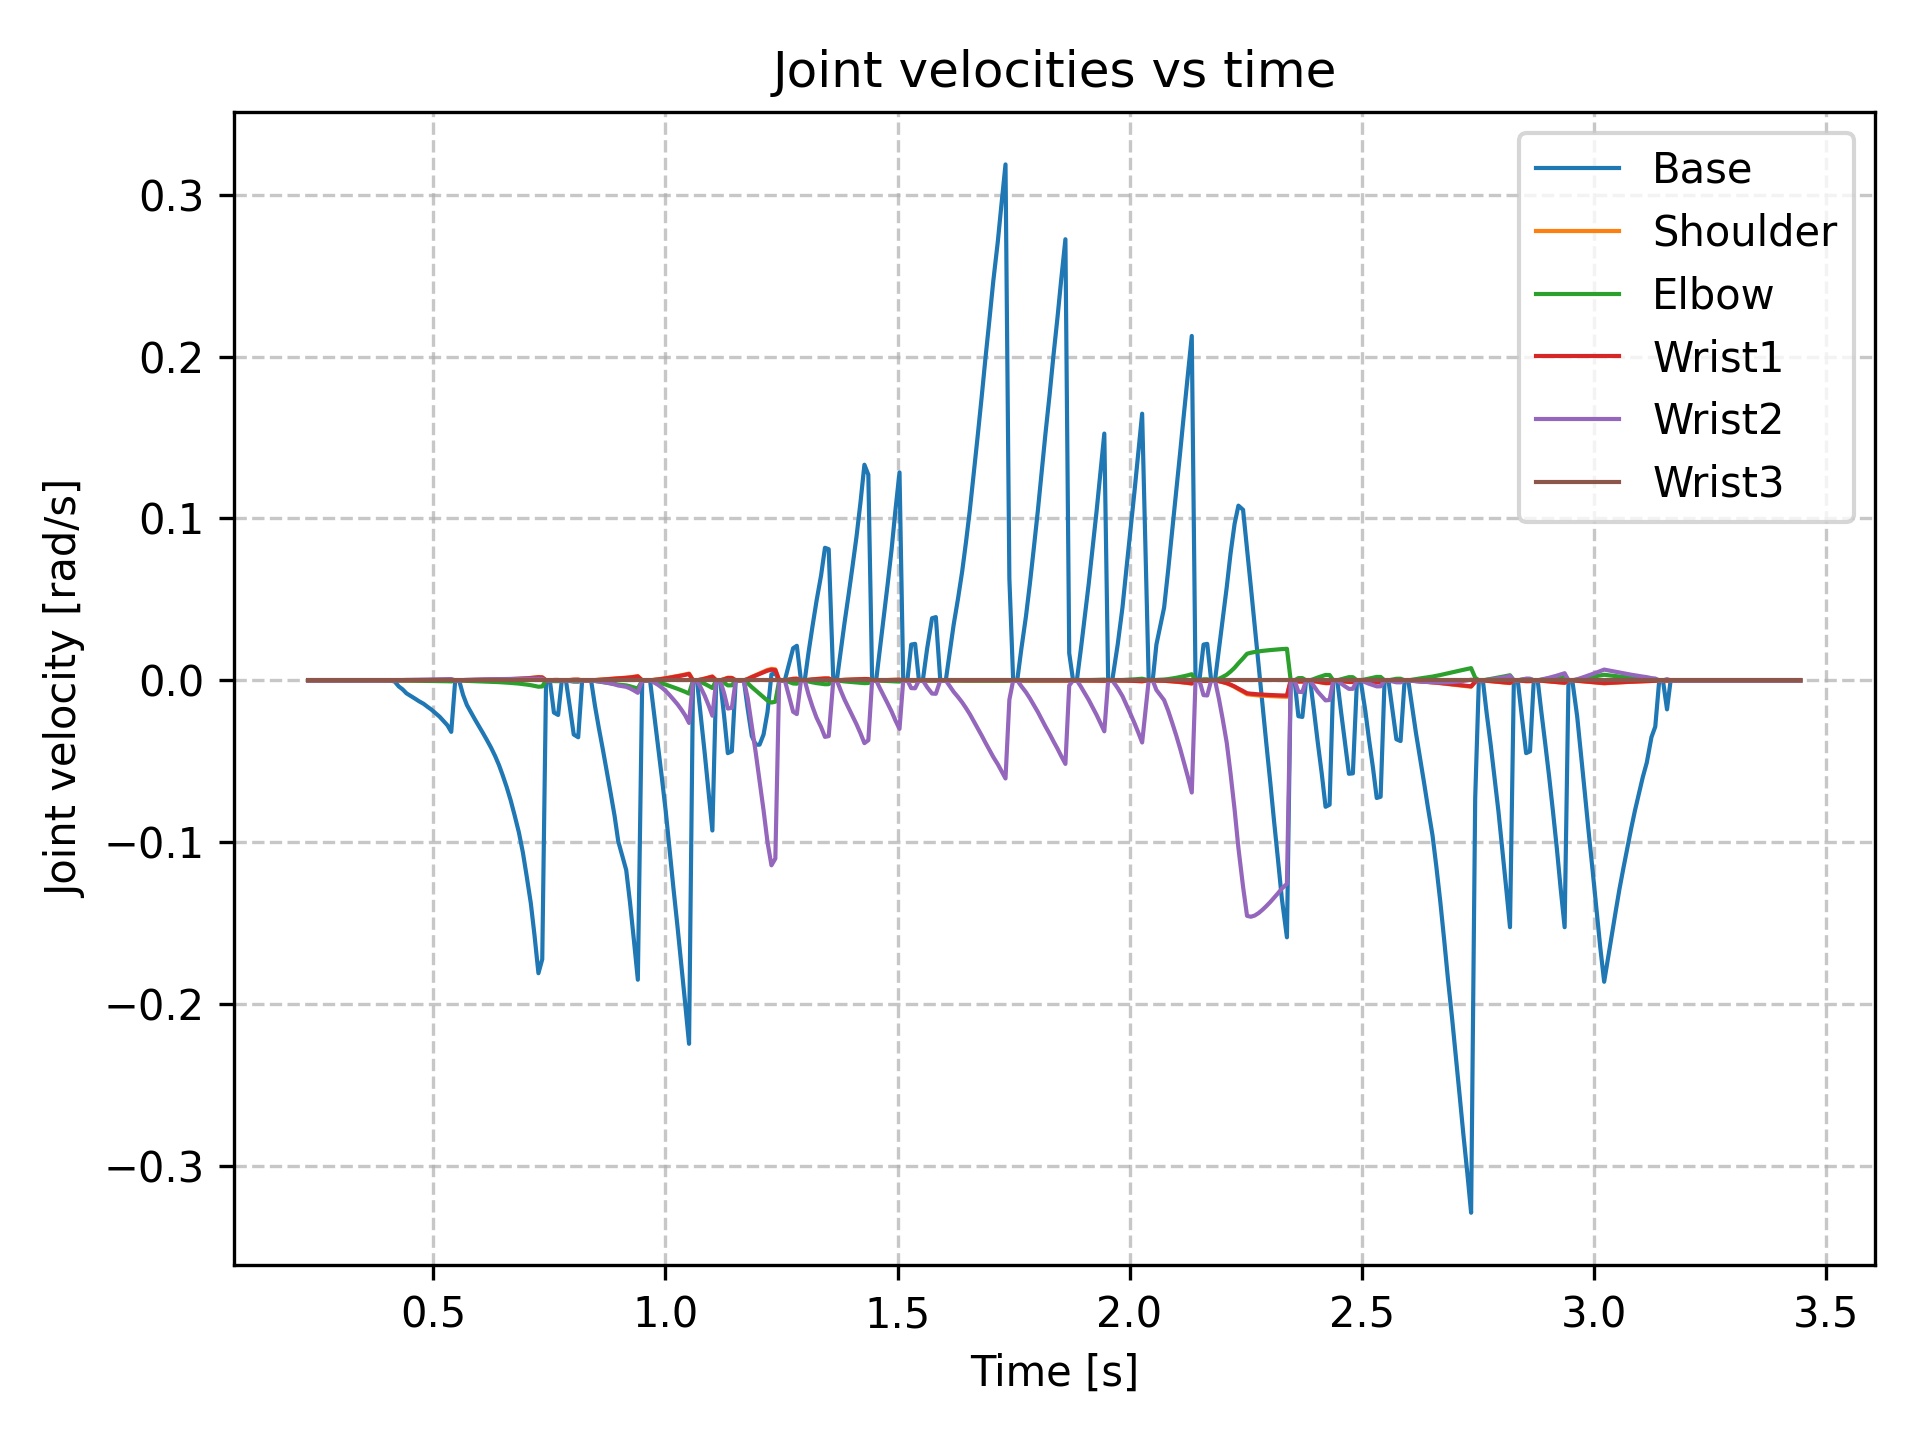 Joint velocities vs time
Joint velocity [rad/s]
0.3
0.2
0.1
0.0
−0.1
−0.2
−0.3
Base
Shoulder
Elbow
Wrist1
Wrist2
Wrist3
0.5 1.0 1.5 2.0 2.5 3.0 3.5
Time [s]